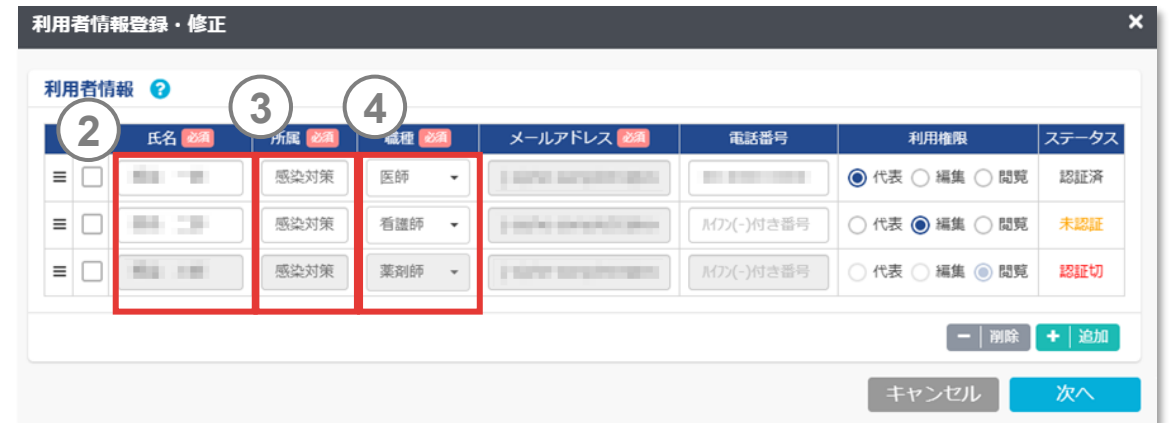 利用者情報登録・修正 ×
利用者情報 ?
② ③ ④
氏名 必須 所属 必須 職種 必須 メールアドレス 必須 電話番号 利用権限 ステータス
感染対策 医師 代表 編集 閲覧 認証済
感染対策 看護師 ハイフン(-)付き番号 代表 編集 閲覧 未認証
感染対策 薬剤師 ハイフン(-)付き番号 代表 編集 閲覧 認証切
− 削除 + 追加
キャンセル 次へ